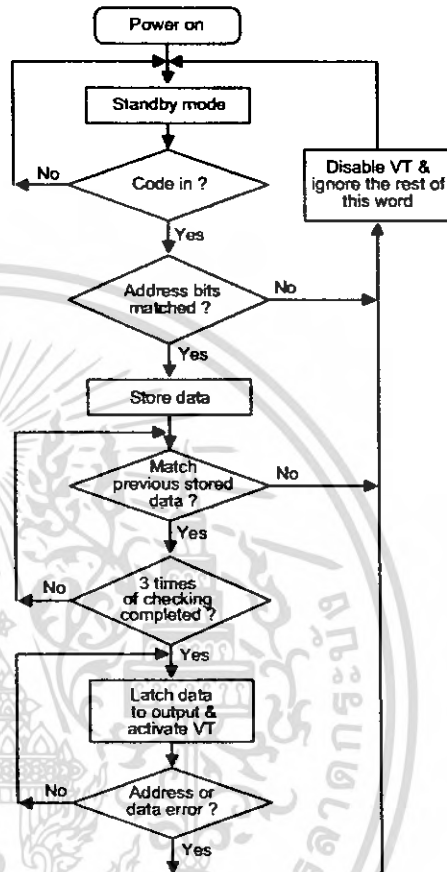 Power on
Standby mode
No
Code in ?
Disable VT &
ignore the rest of
this word
Yes
Address bits
matched ?
No
Yes
Store data
Match
previous stored
data ?
No
Yes
No
3 times
of checking
completed ?
Yes
Latch data
to output &
activate VT
No
Address or
data error ?
Yes